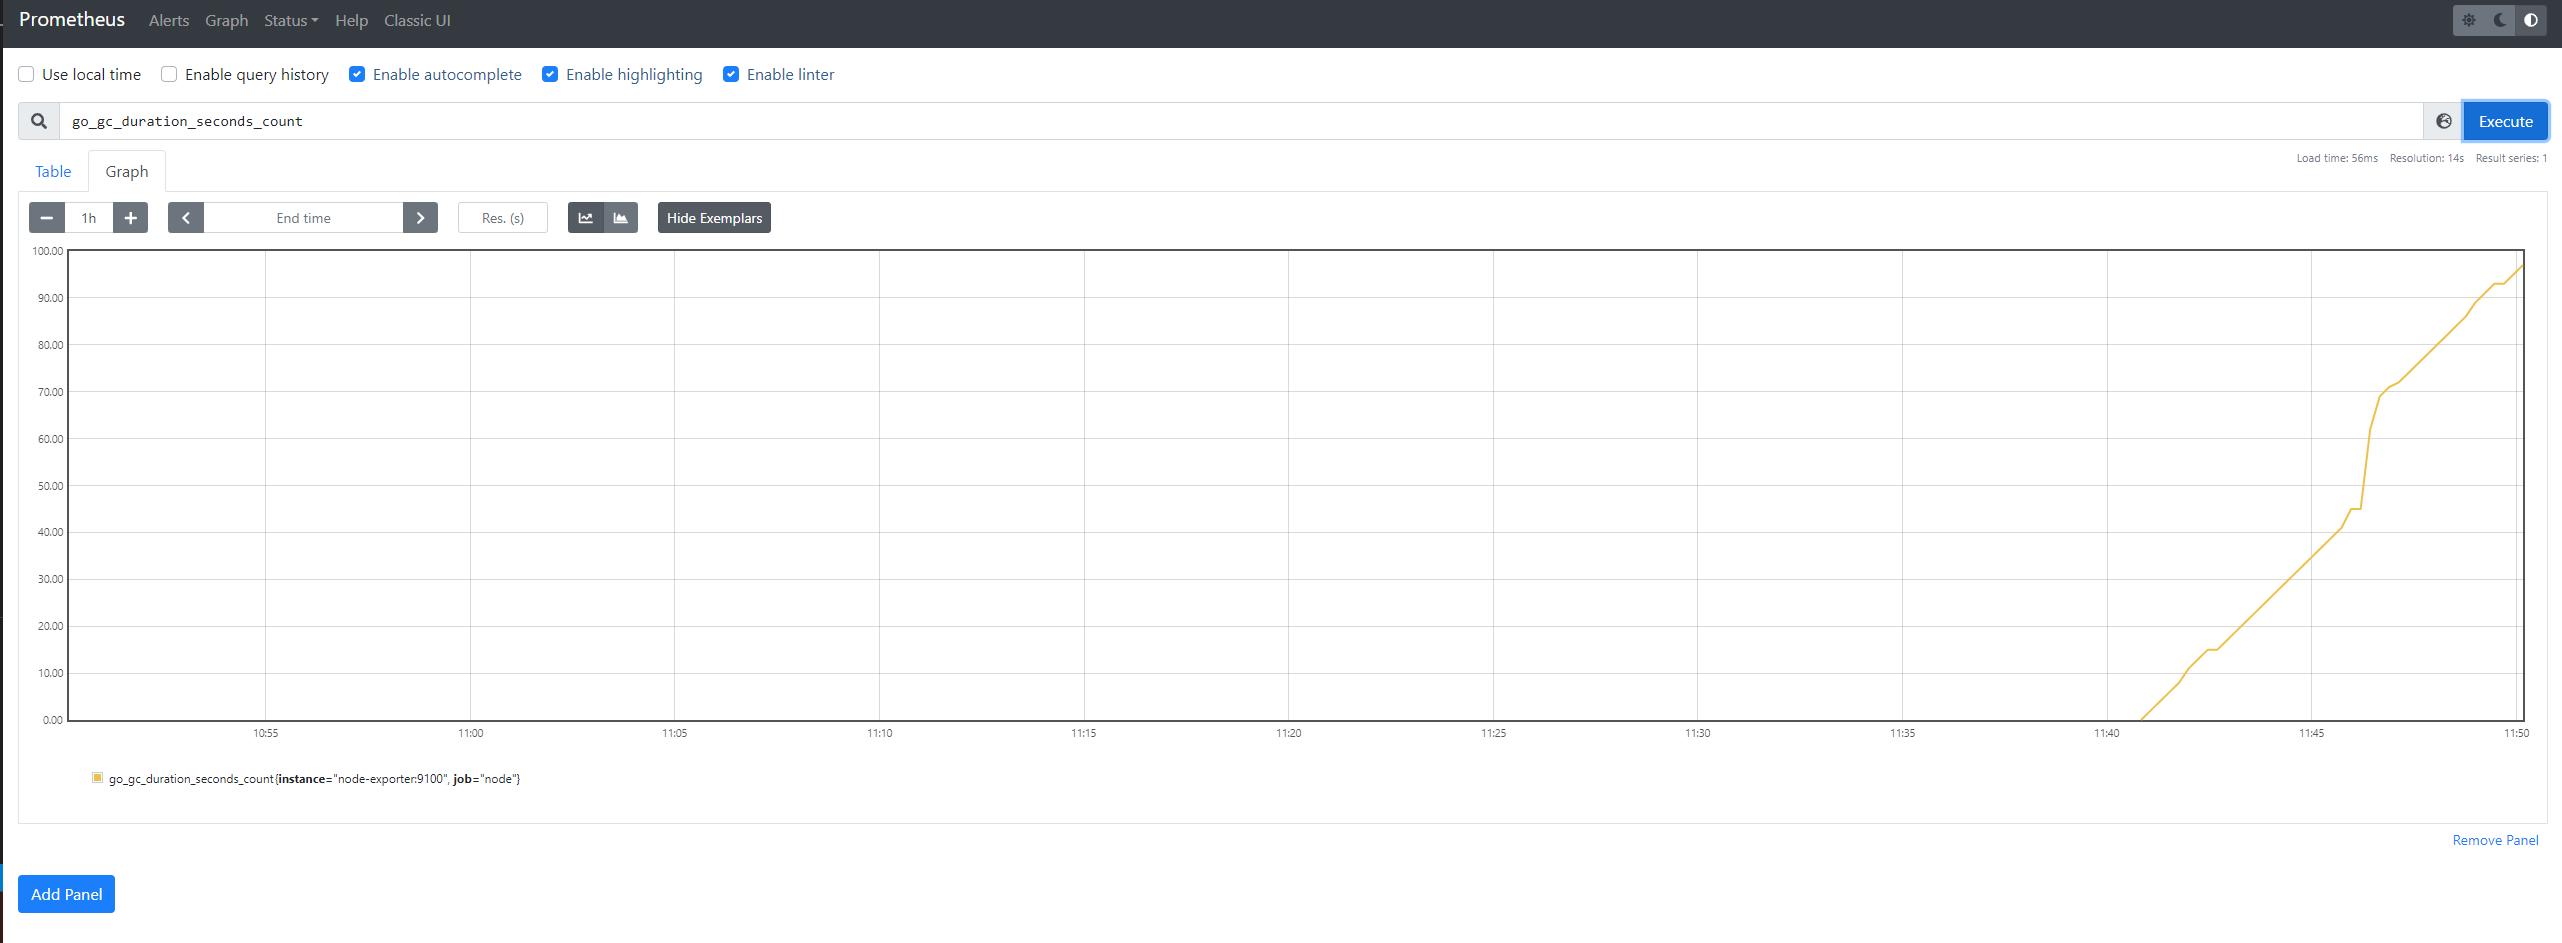 Prometheus Alerts Graph Status Help Classic UI
Use local time Enable query history Enable autocomplete Enable highlighting Enable linter
go_gc_duration_seconds_count Execute
Load time: 56ms Resolution: 14s Result series: 1
Table Graph
1h End time Res. (s) Hide Exemplars
100.00
90.00
80.00
70.00
60.00
50.00
40.00
30.00
20.00
10.00
0.00
10:55 11:00 11:05 11:10 11:15 11:20 11:25 11:30 11:35 11:40 11:45 11:50
go_gc_duration_seconds_count{instance="node-exporter:9100", job="node"}
Remove Panel
Add Panel